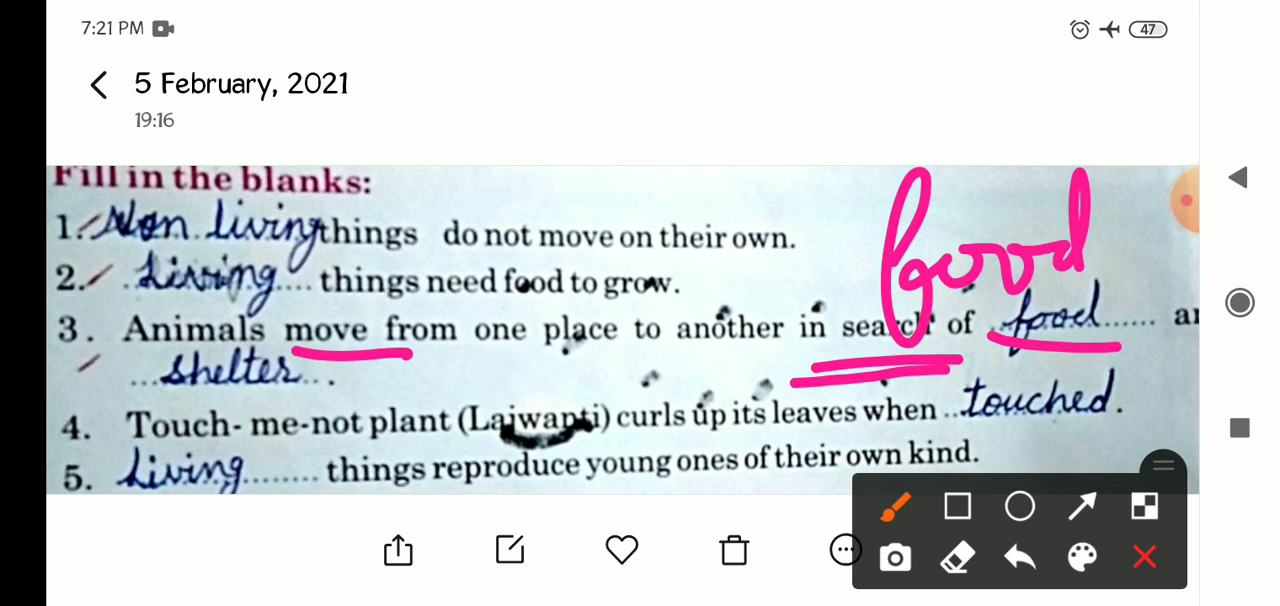 7:21 PM
47
5 February, 2021
19:16
Fill in the blanks:
1. Non living things do not move on their own.
2. Living.... things need food to grow.
food
3. Animals move from one place to another in search of ..food...... an
...shelter...
4. Touch-me-not plant (Lajwanti) curls up its leaves when ..touched.
5. Living........ things reproduce young ones of their own kind.